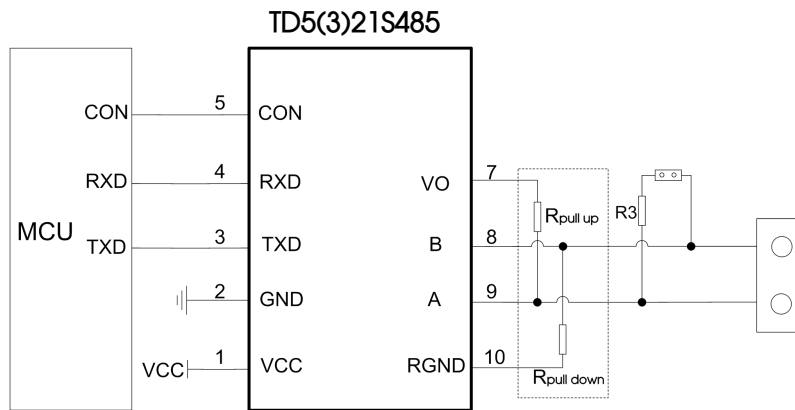 TD5(3)21S485
MCU
CON 5 CON
RXD 4 RXD
TXD 3 TXD
2 GND
VCC 1 VCC
VO 7
B 8
A 9
RGND 10
Rpull up
Rpull down
R3